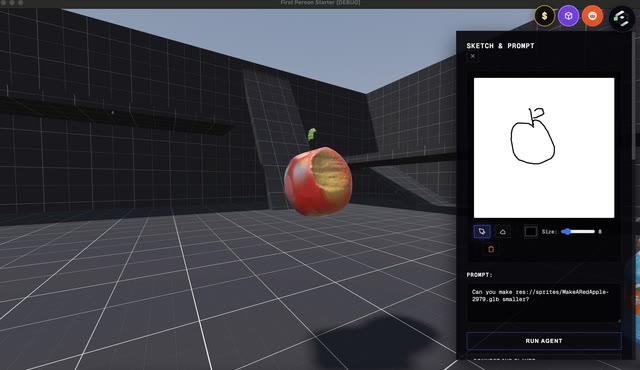 First Person Starter (DEBUG)
$
SKETCH & PROMPT
Size:
8
PROMPT:
Can you make res://sprites/MakeARedApple-
2979.glb smaller?
RUN AGENT